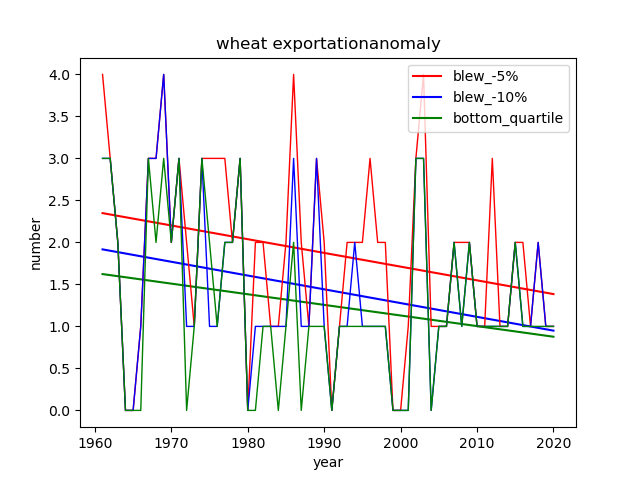 wheat exportationanomaly
blew_-5%
blew_-10%
bottom_quartile
number
4.0
3.5
3.0
2.5
2.0
1.5
1.0
0.5
0.0
1960 1970 1980 1990 2000 2010 2020
year